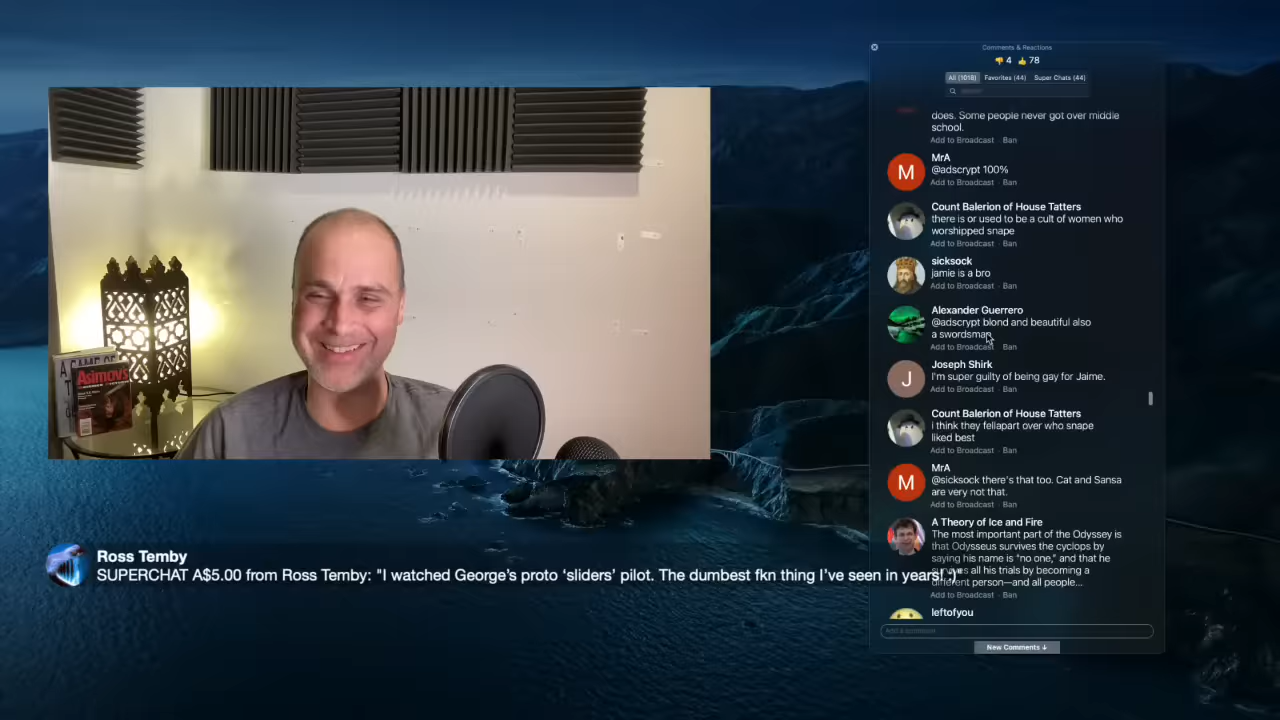 Comments & Reactions
👎 4 👍 78
All (1018) Favorites (44) Super Chats (44)
does. Some people never got over middle
school.
Add to Broadcast · Ban
MrA
M
@adscrypt 100%
Add to Broadcast · Ban
Count Balerion of House Tatters
there is or used to be a cult of women who
worshipped snape
Add to Broadcast · Ban
sicksock
jamie is a bro
Add to Broadcast · Ban
Alexander Guerrero
@adscrypt blond and beautiful also
a swordsman
Add to Broadcast · Ban
Joseph Shirk
J
I'm super guilty of being gay for Jaime.
Add to Broadcast · Ban
Count Balerion of House Tatters
i think they fellapart over who snape
liked best
Add to Broadcast · Ban
MrA
M
@sicksock there's that too. Cat and Sansa
are very not that.
Add to Broadcast · Ban
A Theory of Ice and Fire
The most important part of the Odyssey is
that Odysseus survives the cyclops by
saying his name is "no one," and that he
survives all his trials by becoming a
different person—and all people...
Add to Broadcast · Ban
leftofyou
New Comments ↓
A GAME OF
Asimov's
Ross Temby
SUPERCHAT A$5.00 from Ross Temby: "I watched George's proto 'sliders' pilot. The dumbest fkn thing I've seen in years! :)"